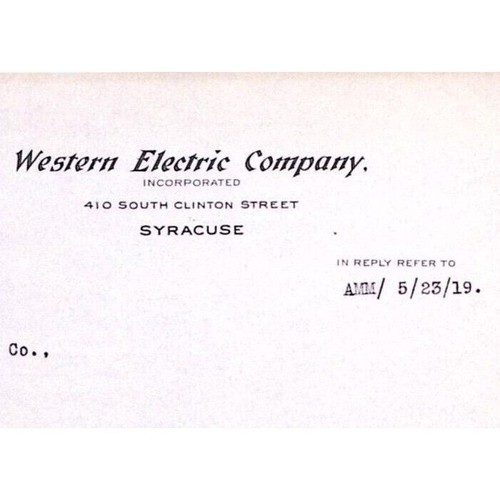 Western Electric Company,
INCORPORATED
410 SOUTH CLINTON STREET
SYRACUSE
IN REPLY REFER TO
AMM/ 5/23/19.
Co.,